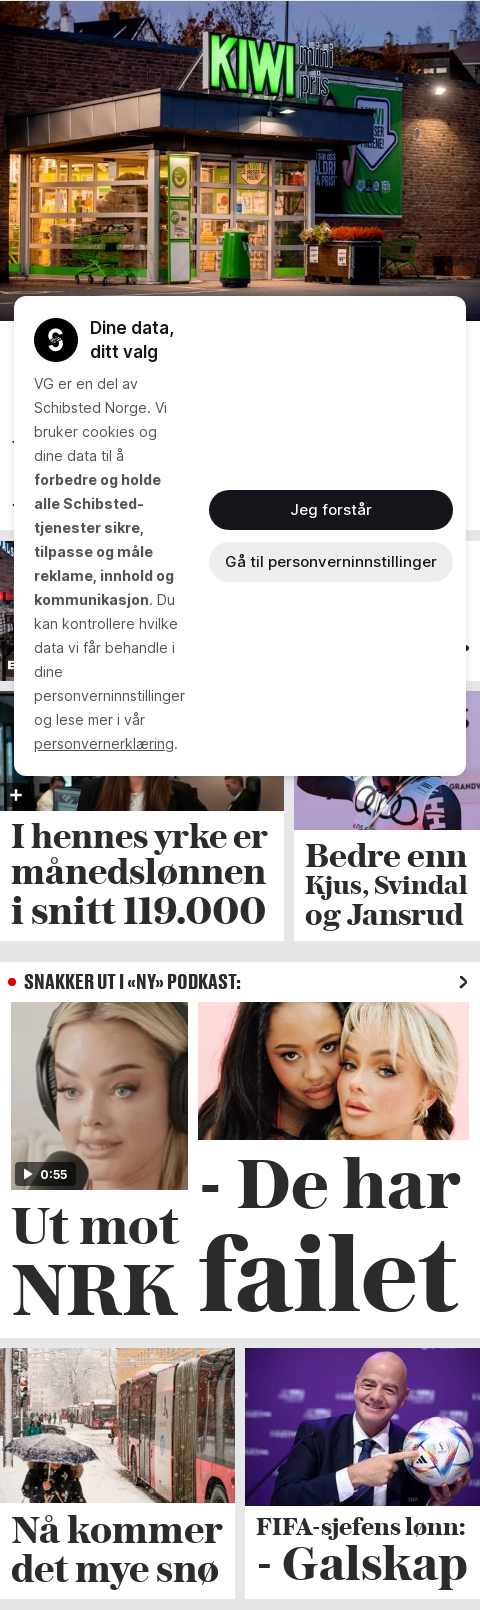 KIWI mini
pris
KIWI
Dine data,
ditt valg
VG er en del av
Schibsted Norge. Vi
bruker cookies og
dine data til å
forbedre og holde
alle Schibsted-
tjenester sikre,
tilpasse og måle
reklame, innhold og
kommunikasjon. Du
kan kontrollere hvilke
data vi får behandle i
dine
personverninnstillinger
og lese mer i vår
personvernerklæring.
Jeg forstår
Gå til personverninnstillinger
I hennes yrke er
månedslønnen
i snitt 119.000
Bedre enn
Kjus, Svindal
og Jansrud
SNAKKER UT I «NY» PODKAST:
0:55
Ut mot
NRK
- De har
failet
Nå kommer
det mye snø
FIFA-sjefens lønn:
- Galskap